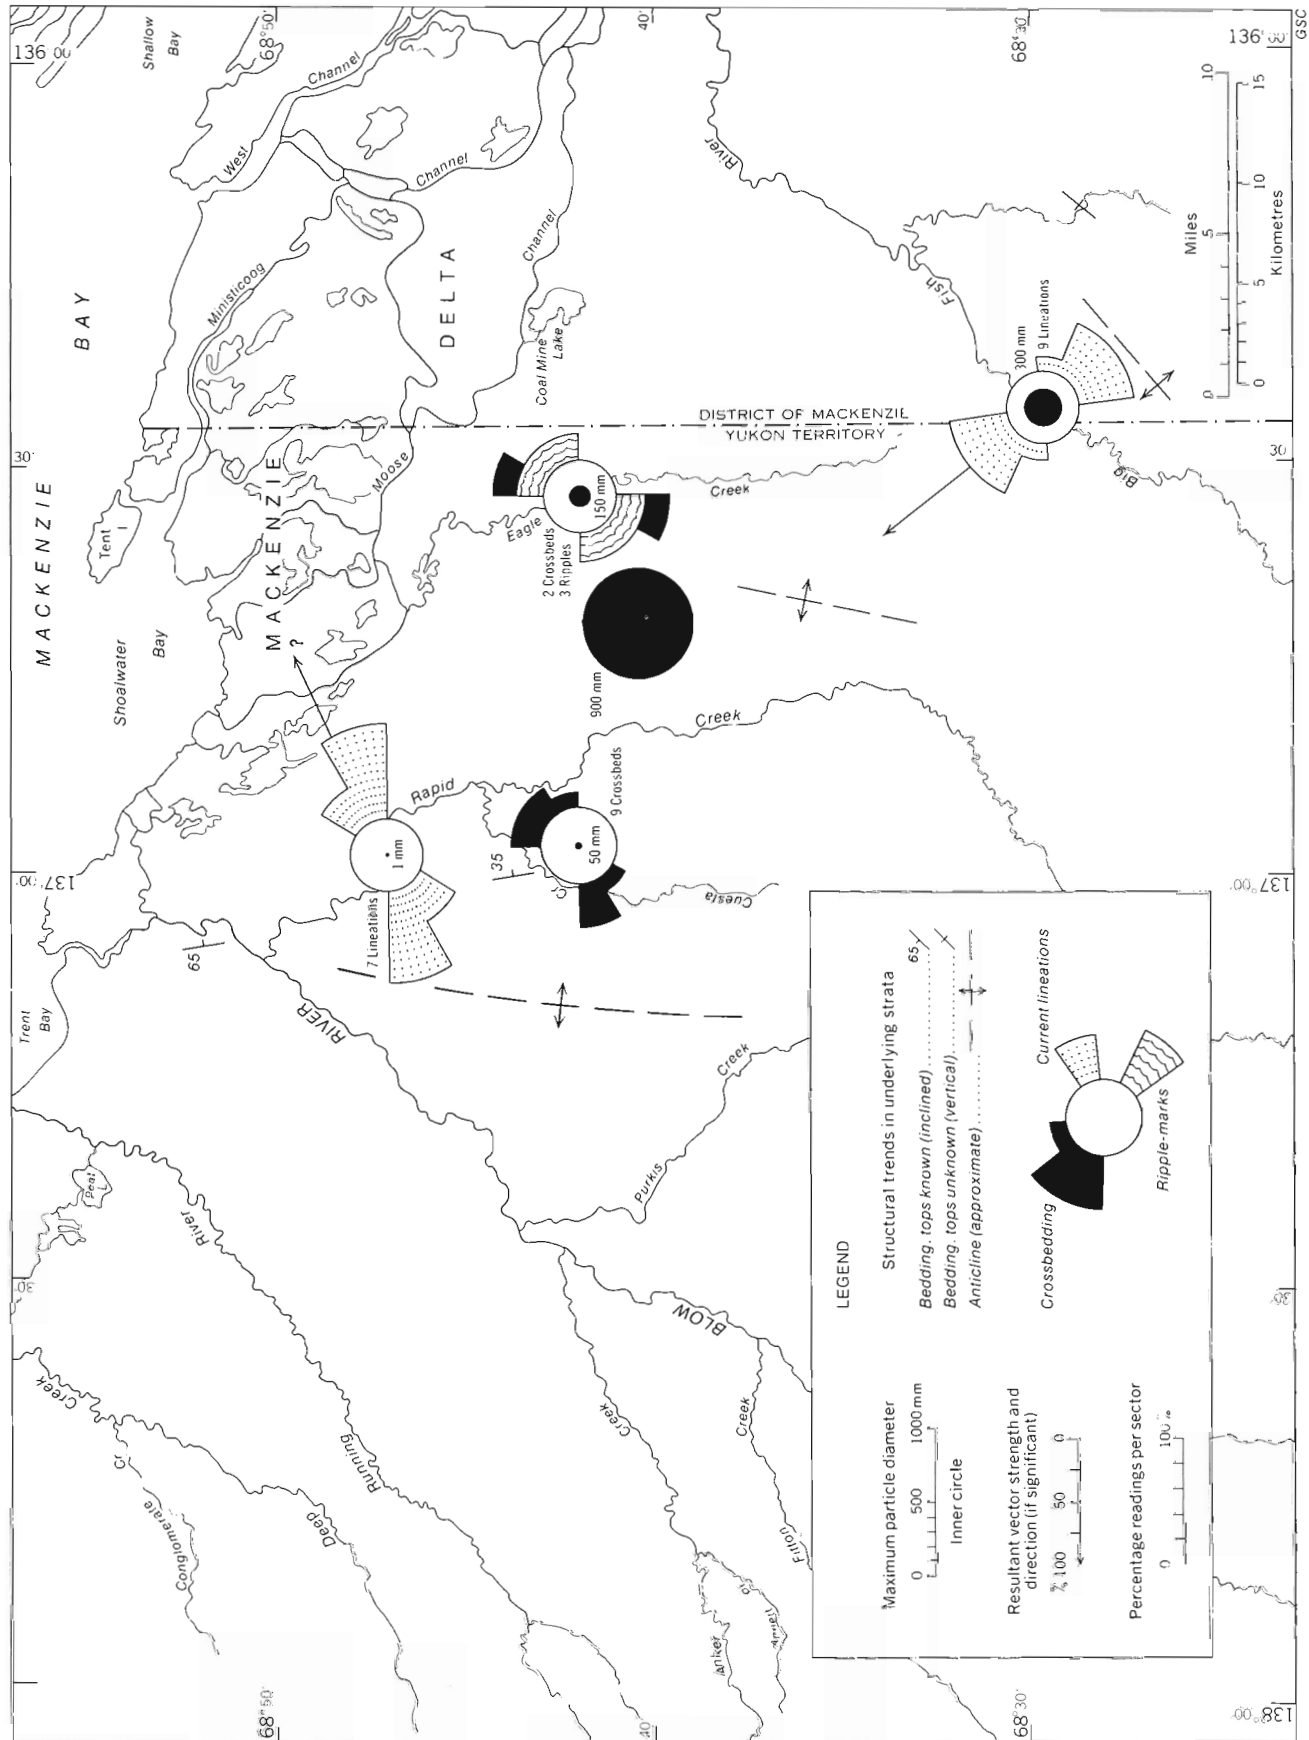 136°00'
Shallow
Bay
68°50'
40'
68°30'
136°00'
GSC
Channel
West
Channel
Channel
River
Fish
BAY
Ministicoog
DELTA
Coal Mine
Lake
Miles
0 5 10
Kilometres
0 5 10 15
DISTRICT OF MACKENZIE
YUKON TERRITORY
300 mm
9 Lineations
30'
30'
MACKENZIE
Tent I
MACKENZIE
Moose
Eagle
Creek
Big
2 Crossbeds
3 Ripples
150 mm
Shoalwater
Bay
?
900 mm
Creek
Rapid
9 Crossbeds
1 mm
50 mm
35
Cr
Cuesta
137°00'
137°00'
7 Lineations
65
Trent
Bay
RIVER
Creek
Purkis
Peat
L
River
30'
30'
BLOW
Creek
Creek
Creek
Cr
Running
Conglomerate
Deep
Fitton
Anker
Cr
68°50'
40'
68°30'
138°00'
LEGEND
Maximum particle diameter
0 500 1000 mm
Inner circle
Resultant vector strength and
direction (if significant)
% 100 50 0
Percentage readings per sector
0 100 %
Structural trends in underlying strata
Bedding. tops known (inclined) 65
Bedding. tops unknown (vertical)
Anticline (approximate)
Crossbedding
Current lineations
Ripple-marks